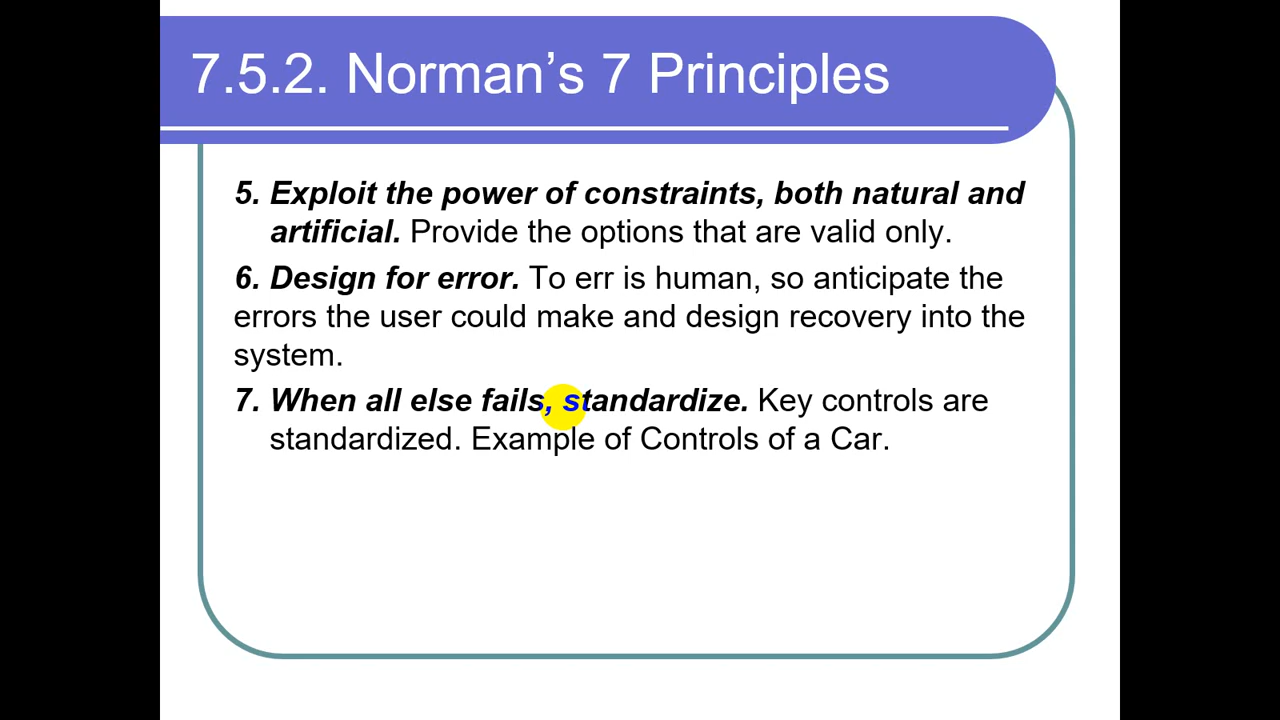 7.5.2. Norman’s 7 Principles
5. Exploit the power of constraints, both natural and
artificial. Provide the options that are valid only.
6. Design for error. To err is human, so anticipate the
errors the user could make and design recovery into the
system.
7. When all else fails, standardize. Key controls are
standardized. Example of Controls of a Car.